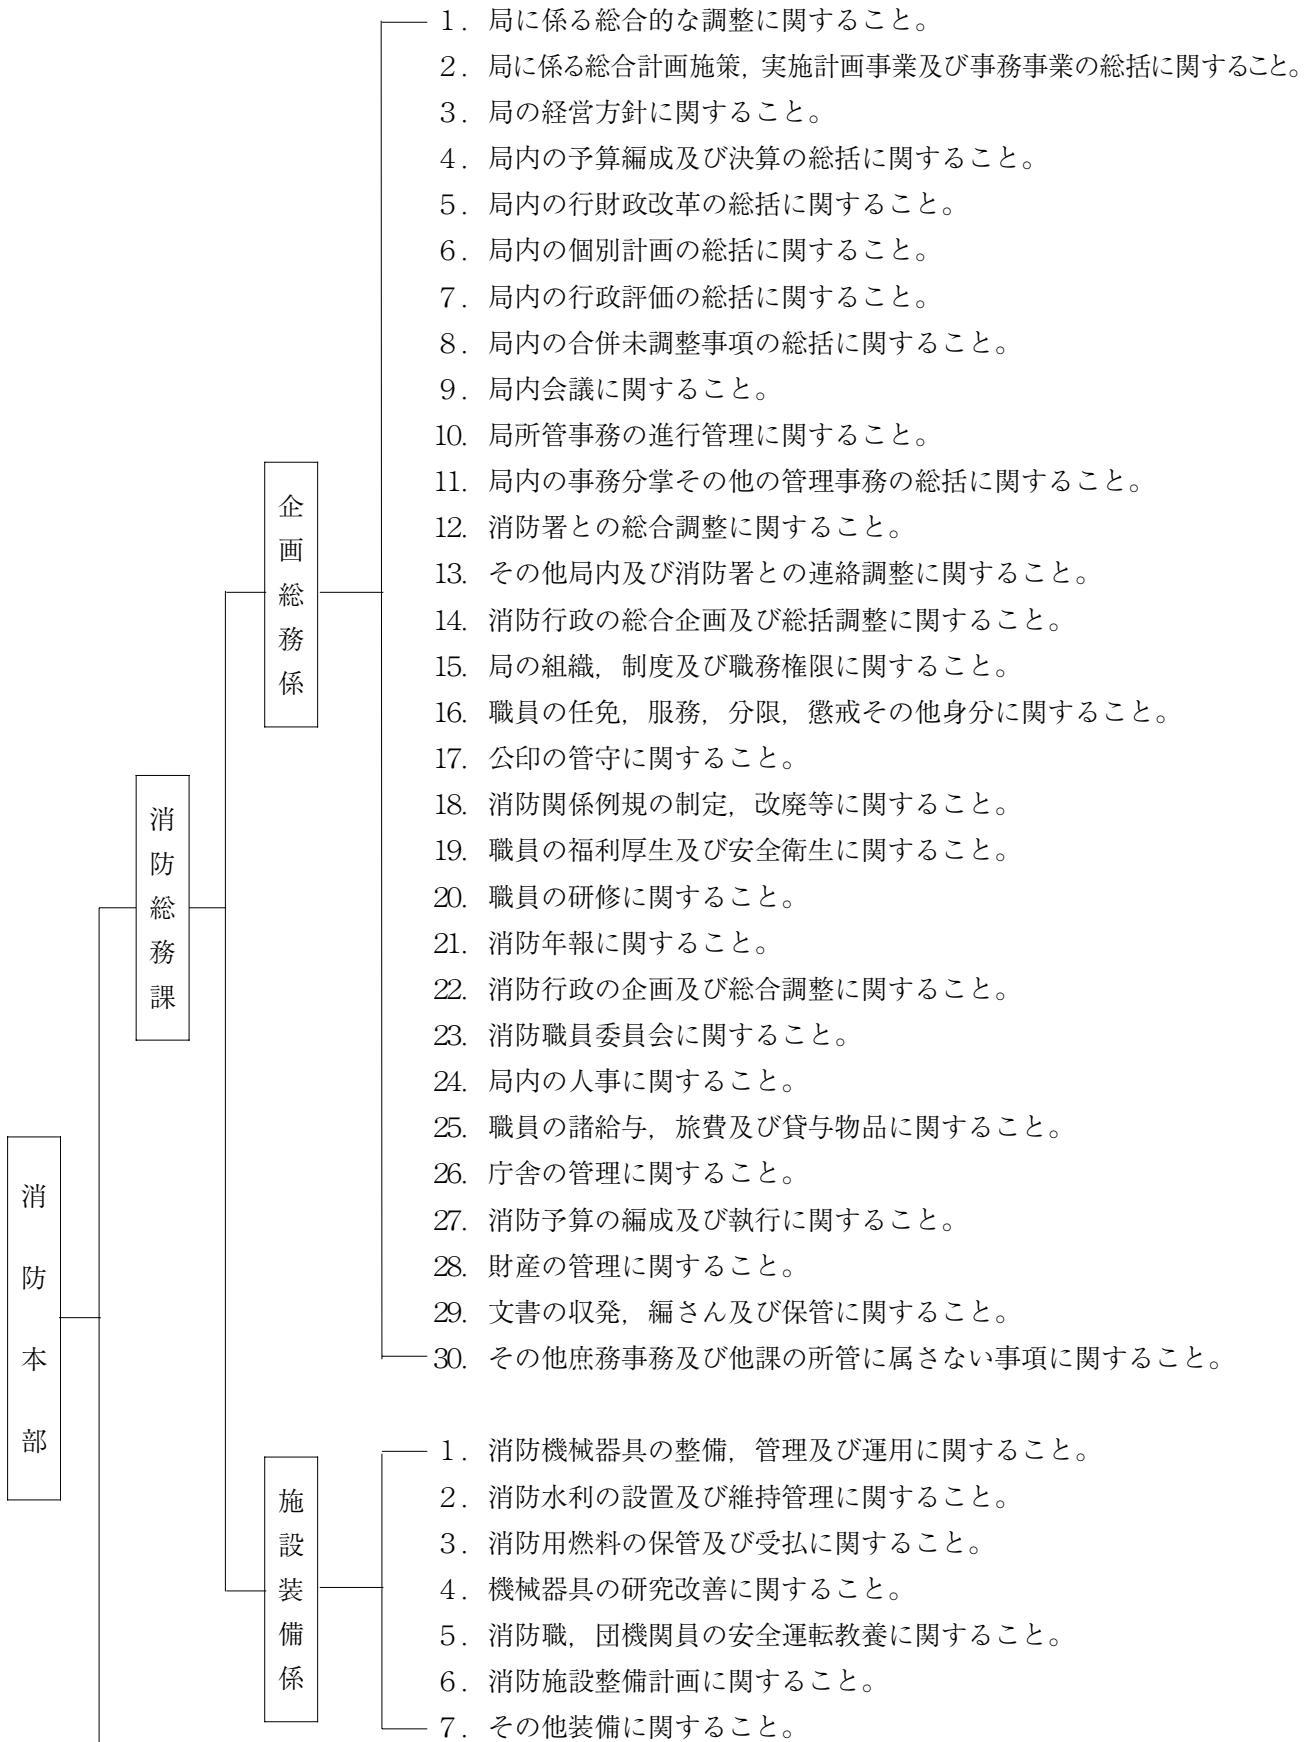 消防本部
消防総務課
企画総務係
1．局に係る総合的な調整に関すること。
2．局に係る総合計画施策，実施計画事業及び事務事業の総括に関すること。
3．局の経営方針に関すること。
4．局内の予算編成及び決算の総括に関すること。
5．局内の行財政改革の総括に関すること。
6．局内の個別計画の総括に関すること。
7．局内の行政評価の総括に関すること。
8．局内の合併未調整事項の総括に関すること。
9．局内会議に関すること。
10．局所管事務の進行管理に関すること。
11．局内の事務分掌その他の管理事務の総括に関すること。
12．消防署との総合調整に関すること。
13．その他局内及び消防署との連絡調整に関すること。
14．消防行政の総合企画及び総括調整に関すること。
15．局の組織，制度及び職務権限に関すること。
16．職員の任免，服務，分限，懲戒その他身分に関すること。
17．公印の管守に関すること。
18．消防関係例規の制定，改廃等に関すること。
19．職員の福利厚生及び安全衛生に関すること。
20．職員の研修に関すること。
21．消防年報に関すること。
22．消防行政の企画及び総合調整に関すること。
23．消防職員委員会に関すること。
24．局内の人事に関すること。
25．職員の諸給与，旅費及び貸与物品に関すること。
26．庁舎の管理に関すること。
27．消防予算の編成及び執行に関すること。
28．財産の管理に関すること。
29．文書の収発，編さん及び保管に関すること。
30．その他庶務事務及び他課の所管に属さない事項に関すること。
施設装備係
1．消防機械器具の整備，管理及び運用に関すること。
2．消防水利の設置及び維持管理に関すること。
3．消防用燃料の保管及び受払に関すること。
4．機械器具の研究改善に関すること。
5．消防職，団機関員の安全運転教養に関すること。
6．消防施設整備計画に関すること。
7．その他装備に関すること。